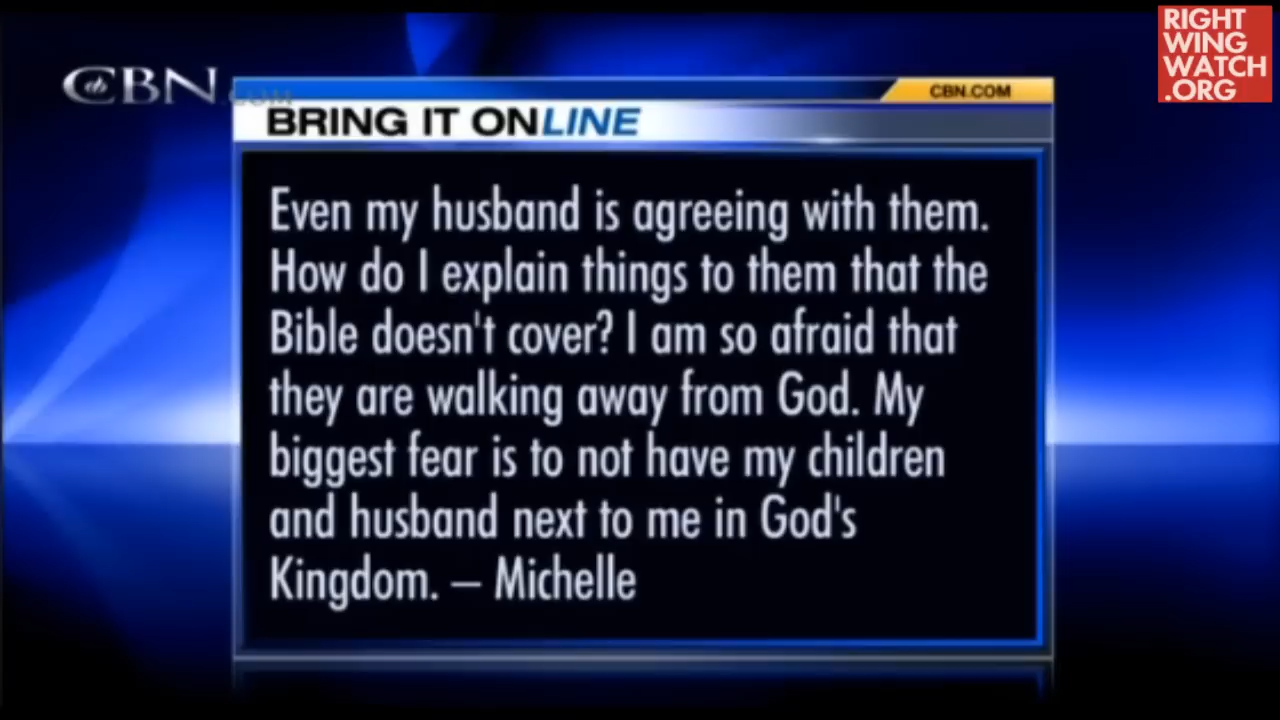 RIGHT
WING
WATCH
.ORG
CBN
.COM
CBN.COM
BRING IT ONLINE
Even my husband is agreeing with them.
How do I explain things to them that the
Bible doesn't cover? I am so afraid that
they are walking away from God. My
biggest fear is to not have my children
and husband next to me in God's
Kingdom. – Michelle